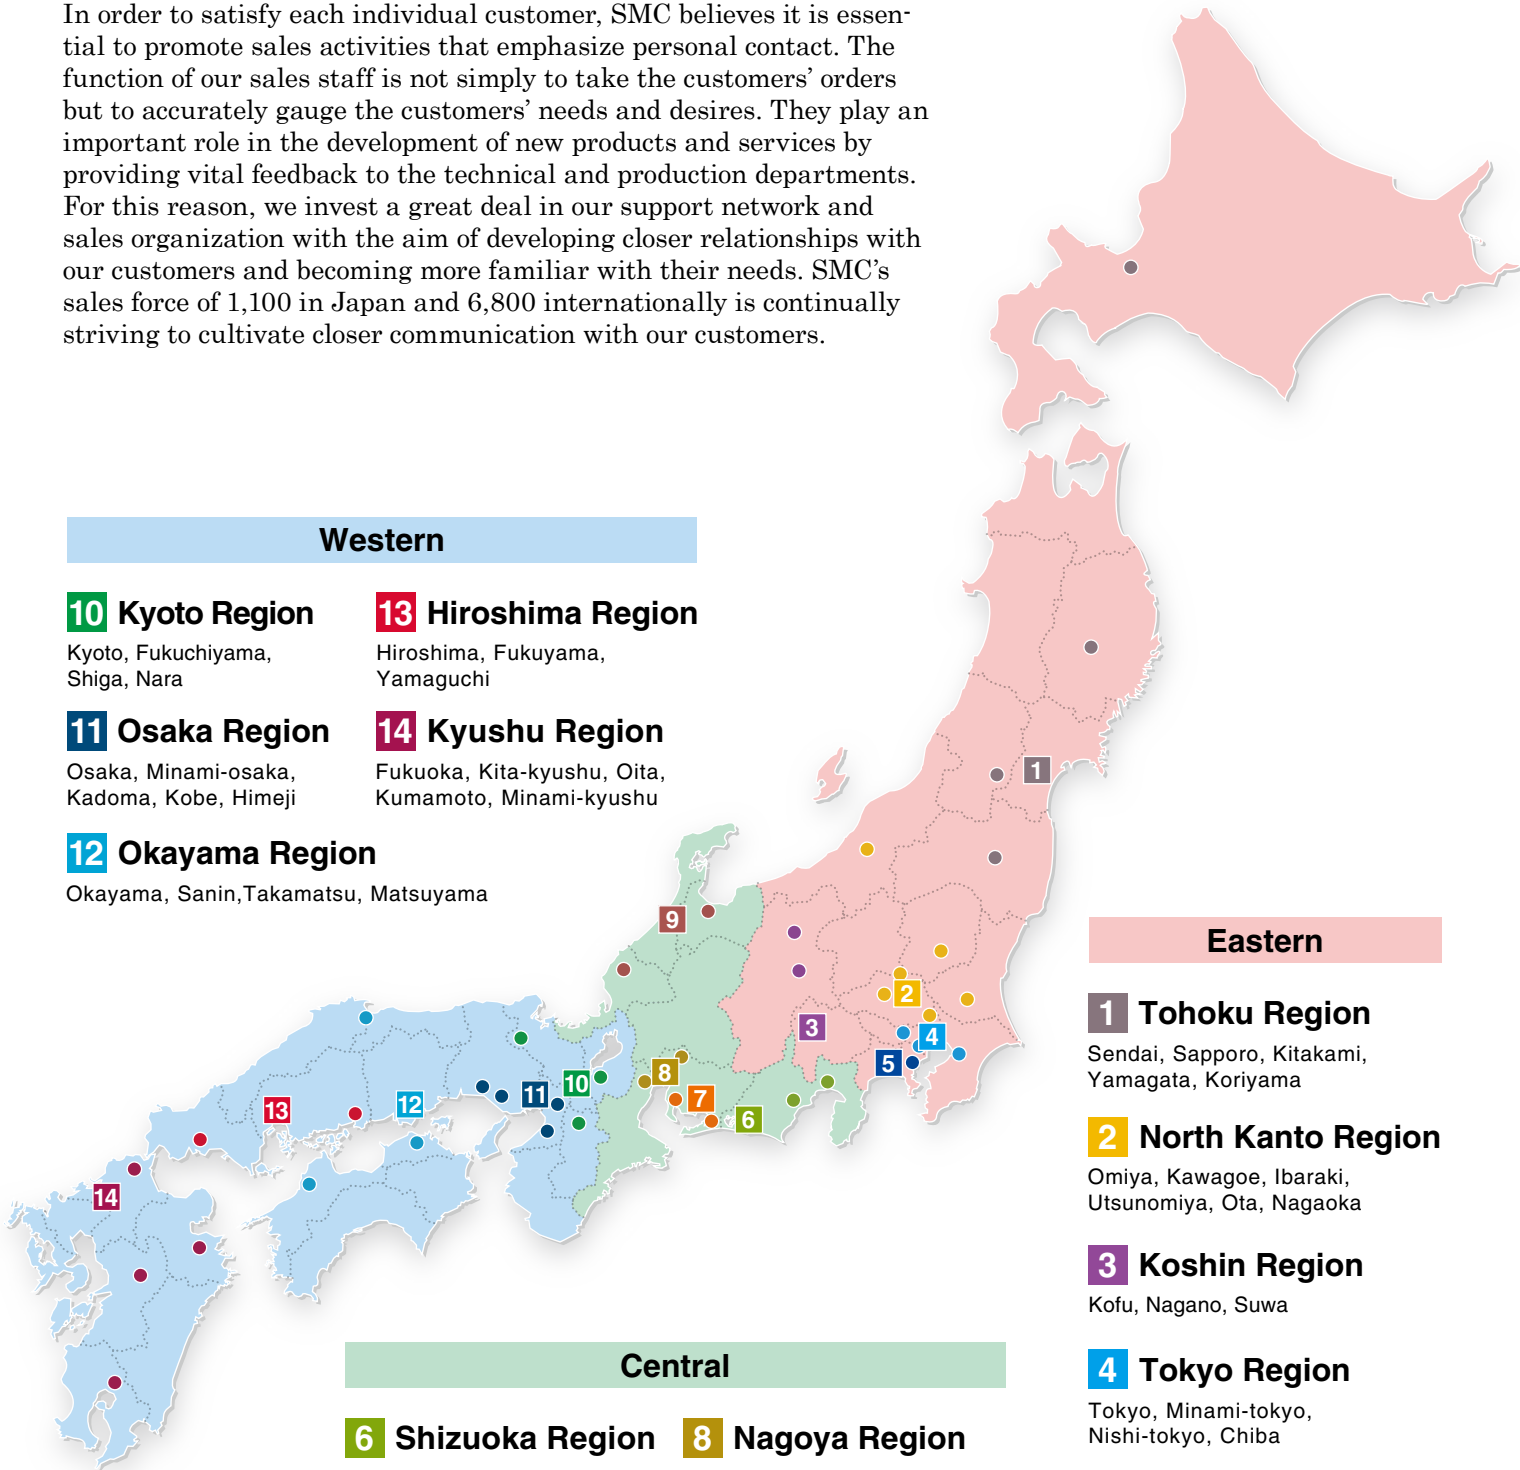 In order to satisfy each individual customer, SMC believes it is essen-
tial to promote sales activities that emphasize personal contact. The
function of our sales staff is not simply to take the customers’ orders
but to accurately gauge the customers’ needs and desires. They play an
important role in the development of new products and services by
providing vital feedback to the technical and production departments.
For this reason, we invest a great deal in our support network and
sales organization with the aim of developing closer relationships with
our customers and becoming more familiar with their needs. SMC’s
sales force of 1,100 in Japan and 6,800 internationally is continually
striving to cultivate closer communication with our customers.
Western
10 Kyoto Region
Kyoto, Fukuchiyama,
Shiga, Nara
11 Osaka Region
Osaka, Minami-osaka,
Kadoma, Kobe, Himeji
12 Okayama Region
Okayama, Sanin,Takamatsu, Matsuyama
13 Hiroshima Region
Hiroshima, Fukuyama,
Yamaguchi
14 Kyushu Region
Fukuoka, Kita-kyushu, Oita,
Kumamoto, Minami-kyushu
1
9
2
3
4
5
8
7
6
10
11
12
13
14
Eastern
1 Tohoku Region
Sendai, Sapporo, Kitakami,
Yamagata, Koriyama
2 North Kanto Region
Omiya, Kawagoe, Ibaraki,
Utsunomiya, Ota, Nagaoka
3 Koshin Region
Kofu, Nagano, Suwa
4 Tokyo Region
Tokyo, Minami-tokyo,
Nishi-tokyo, Chiba
Central
6 Shizuoka Region
8 Nagoya Region